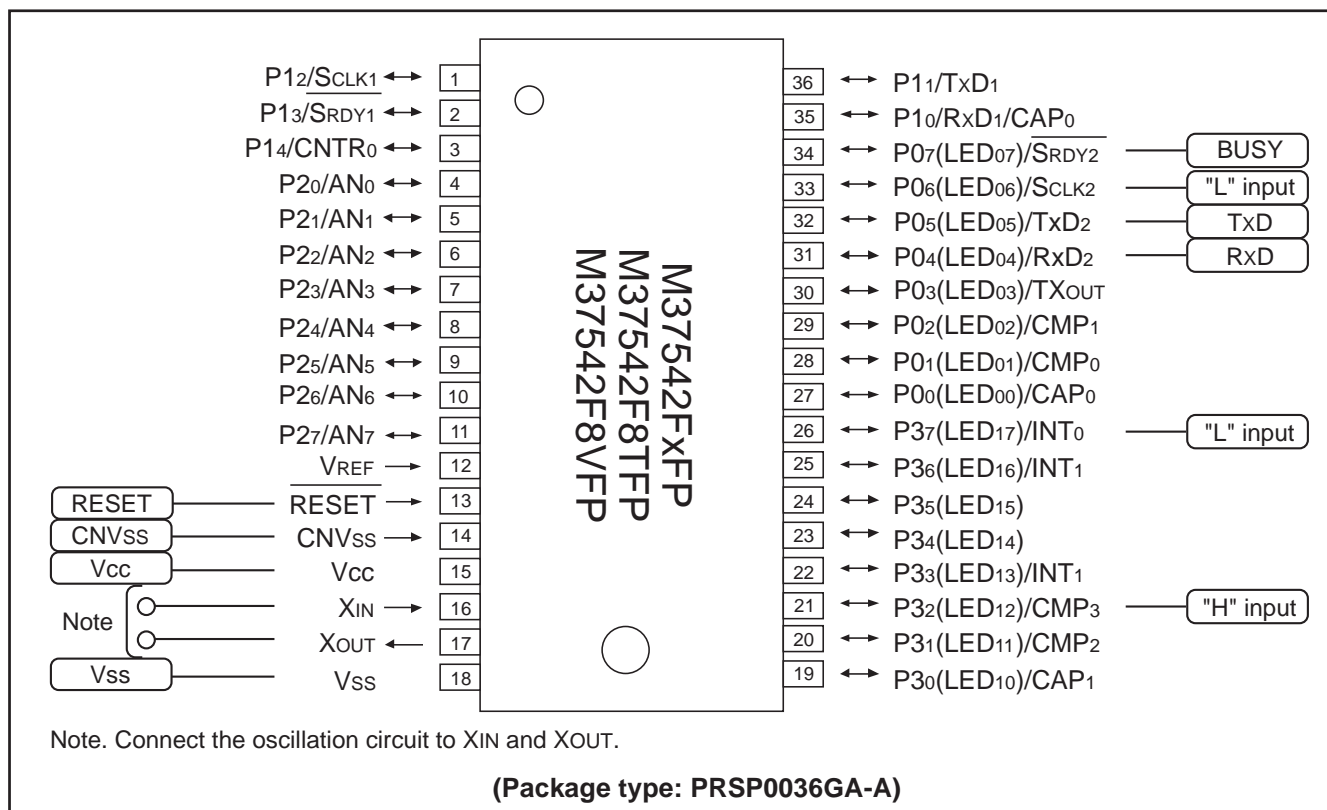 P12/SCLK1 1
P13/SRDY1 2
P14/CNTR0 3
P20/AN0 4
P21/AN1 5
P22/AN2 6
P23/AN3 7
P24/AN4 8
P25/AN5 9
P26/AN6 10
P27/AN7 11
VREF 12
RESET RESET 13
CNVSS CNVSS 14
Vcc Vcc 15
Note
XIN 16
XOUT 17
Vss Vss 18
M37542FxFP
M37542F8TFP
M37542F8VFP
36 P11/TxD1
35 P10/RxD1/CAP0
34 P07(LED07)/SRDY2 BUSY
33 P06(LED06)/SCLK2 "L" input
32 P05(LED05)/TxD2 TxD
31 P04(LED04)/RxD2 RxD
30 P03(LED03)/TXOUT
29 P02(LED02)/CMP1
28 P01(LED01)/CMP0
27 P00(LED00)/CAP0
26 P37(LED17)/INT0 "L" input
25 P36(LED16)/INT1
24 P35(LED15)
23 P34(LED14)
22 P33(LED13)/INT1
21 P32(LED12)/CMP3 "H" input
20 P31(LED11)/CMP2
19 P30(LED10)/CAP1
Note. Connect the oscillation circuit to XIN and XOUT.
(Package type: PRSP0036GA-A)